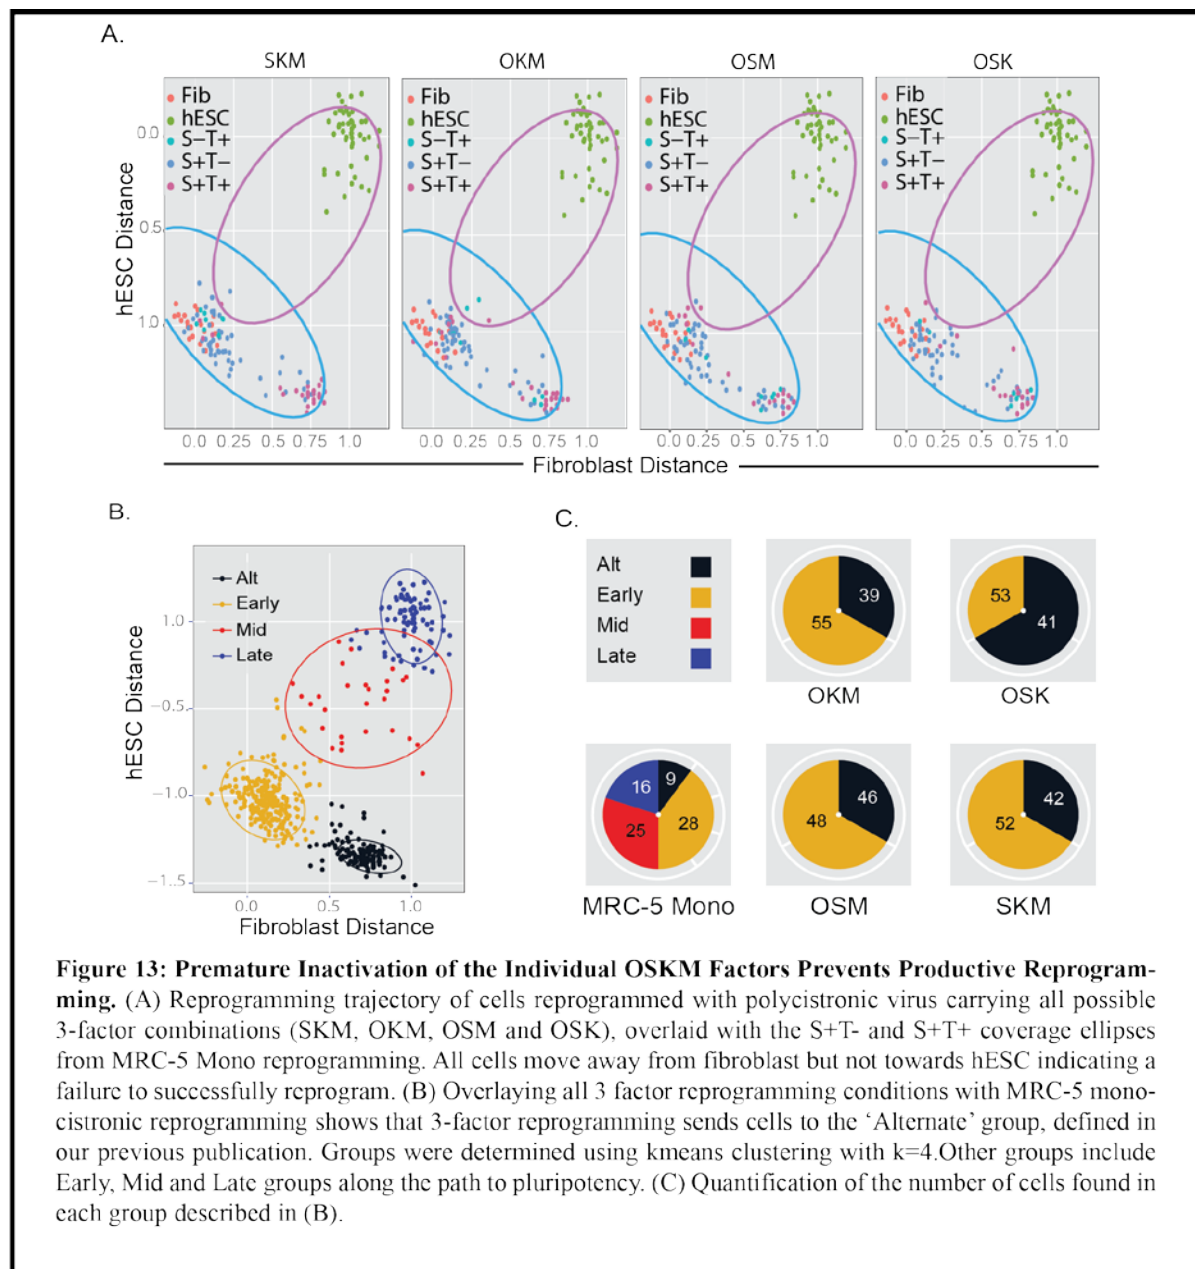 A.
SKM OKM OSM OSK
Fib Fib Fib Fib
hESC hESC hESC hESC
S−T+ S−T+ S−T+ S−T+
S+T− S+T− S+T− S+T−
S+T+ S+T+ S+T+ S+T+
0.0
0.5
1.0
hESC Distance
0.0 0.25 0.75 1.0 0.0 0.25 0.75 1.0 0.0 0.25 0.5 0.75 1.0 0.0 0.25 0.5 0.75 1.0
Fibroblast Distance
B.
Alt
Early
Mid
Late
1.0
−0.5
−1.0
−1.5
hESC Distance
0.0 0.5 1.0
Fibroblast Distance
C.
Alt
Early
Mid
Late
39
55
OKM
53
41
OSK
16 9
25 28
MRC-5 Mono
46
48
OSM
42
52
SKM
Figure 13: Premature Inactivation of the Individual OSKM Factors Prevents Productive Reprogram-
ming. (A) Reprogramming trajectory of cells reprogrammed with polycistronic virus carrying all possible
3-factor combinations (SKM, OKM, OSM and OSK), overlaid with the S+T- and S+T+ coverage ellipses
from MRC-5 Mono reprogramming. All cells move away from fibroblast but not towards hESC indicating a
failure to successfully reprogram. (B) Overlaying all 3 factor reprogramming conditions with MRC-5 mono-
cistronic reprogramming shows that 3-factor reprogramming sends cells to the ‘Alternate’ group, defined in
our previous publication. Groups were determined using kmeans clustering with k=4.Other groups include
Early, Mid and Late groups along the path to pluripotency. (C) Quantification of the number of cells found in
each group described in (B).